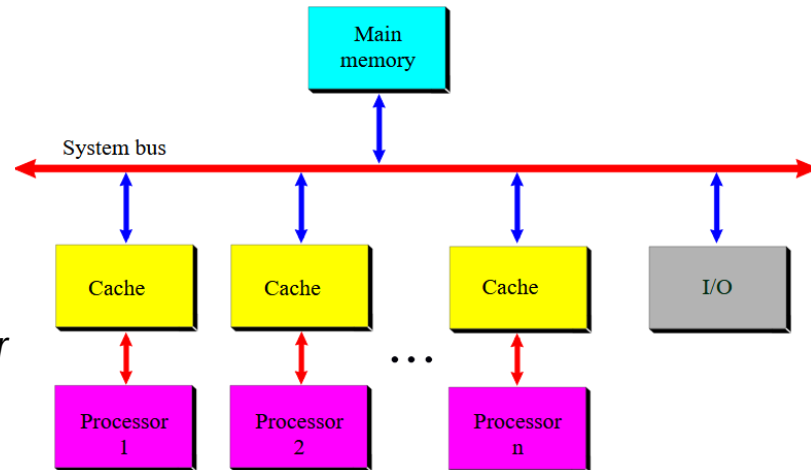 Main
memory
System bus
Cache
Cache
Cache
I/O
r
...
Processor
1
Processor
2
Processor
n